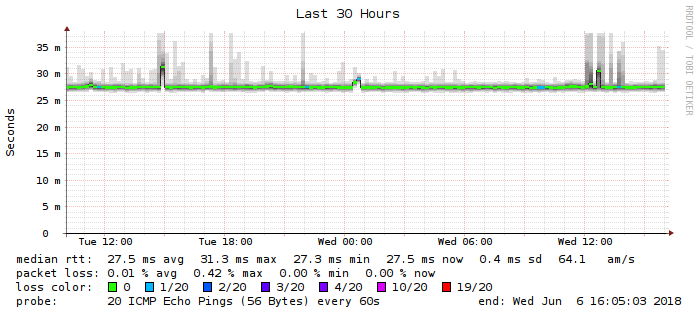 Last 30 Hours
RRDTOOL / TOBI OETIKER
Seconds
35 m
30 m
25 m
20 m
15 m
10 m
5 m
0
Tue 12:00 Tue 18:00 Wed 00:00 Wed 06:00 Wed 12:00
median rtt: 27.5 ms avg 31.3 ms max 27.3 ms min 27.5 ms now 0.4 ms sd 64.1 am/s
packet loss: 0.01 % avg 0.42 % max 0.00 % min 0.00 % now
loss color: 0 1/20 2/20 3/20 4/20 10/20 19/20
probe: 20 ICMP Echo Pings (56 Bytes) every 60s end: Wed Jun 6 16:05:03 2018